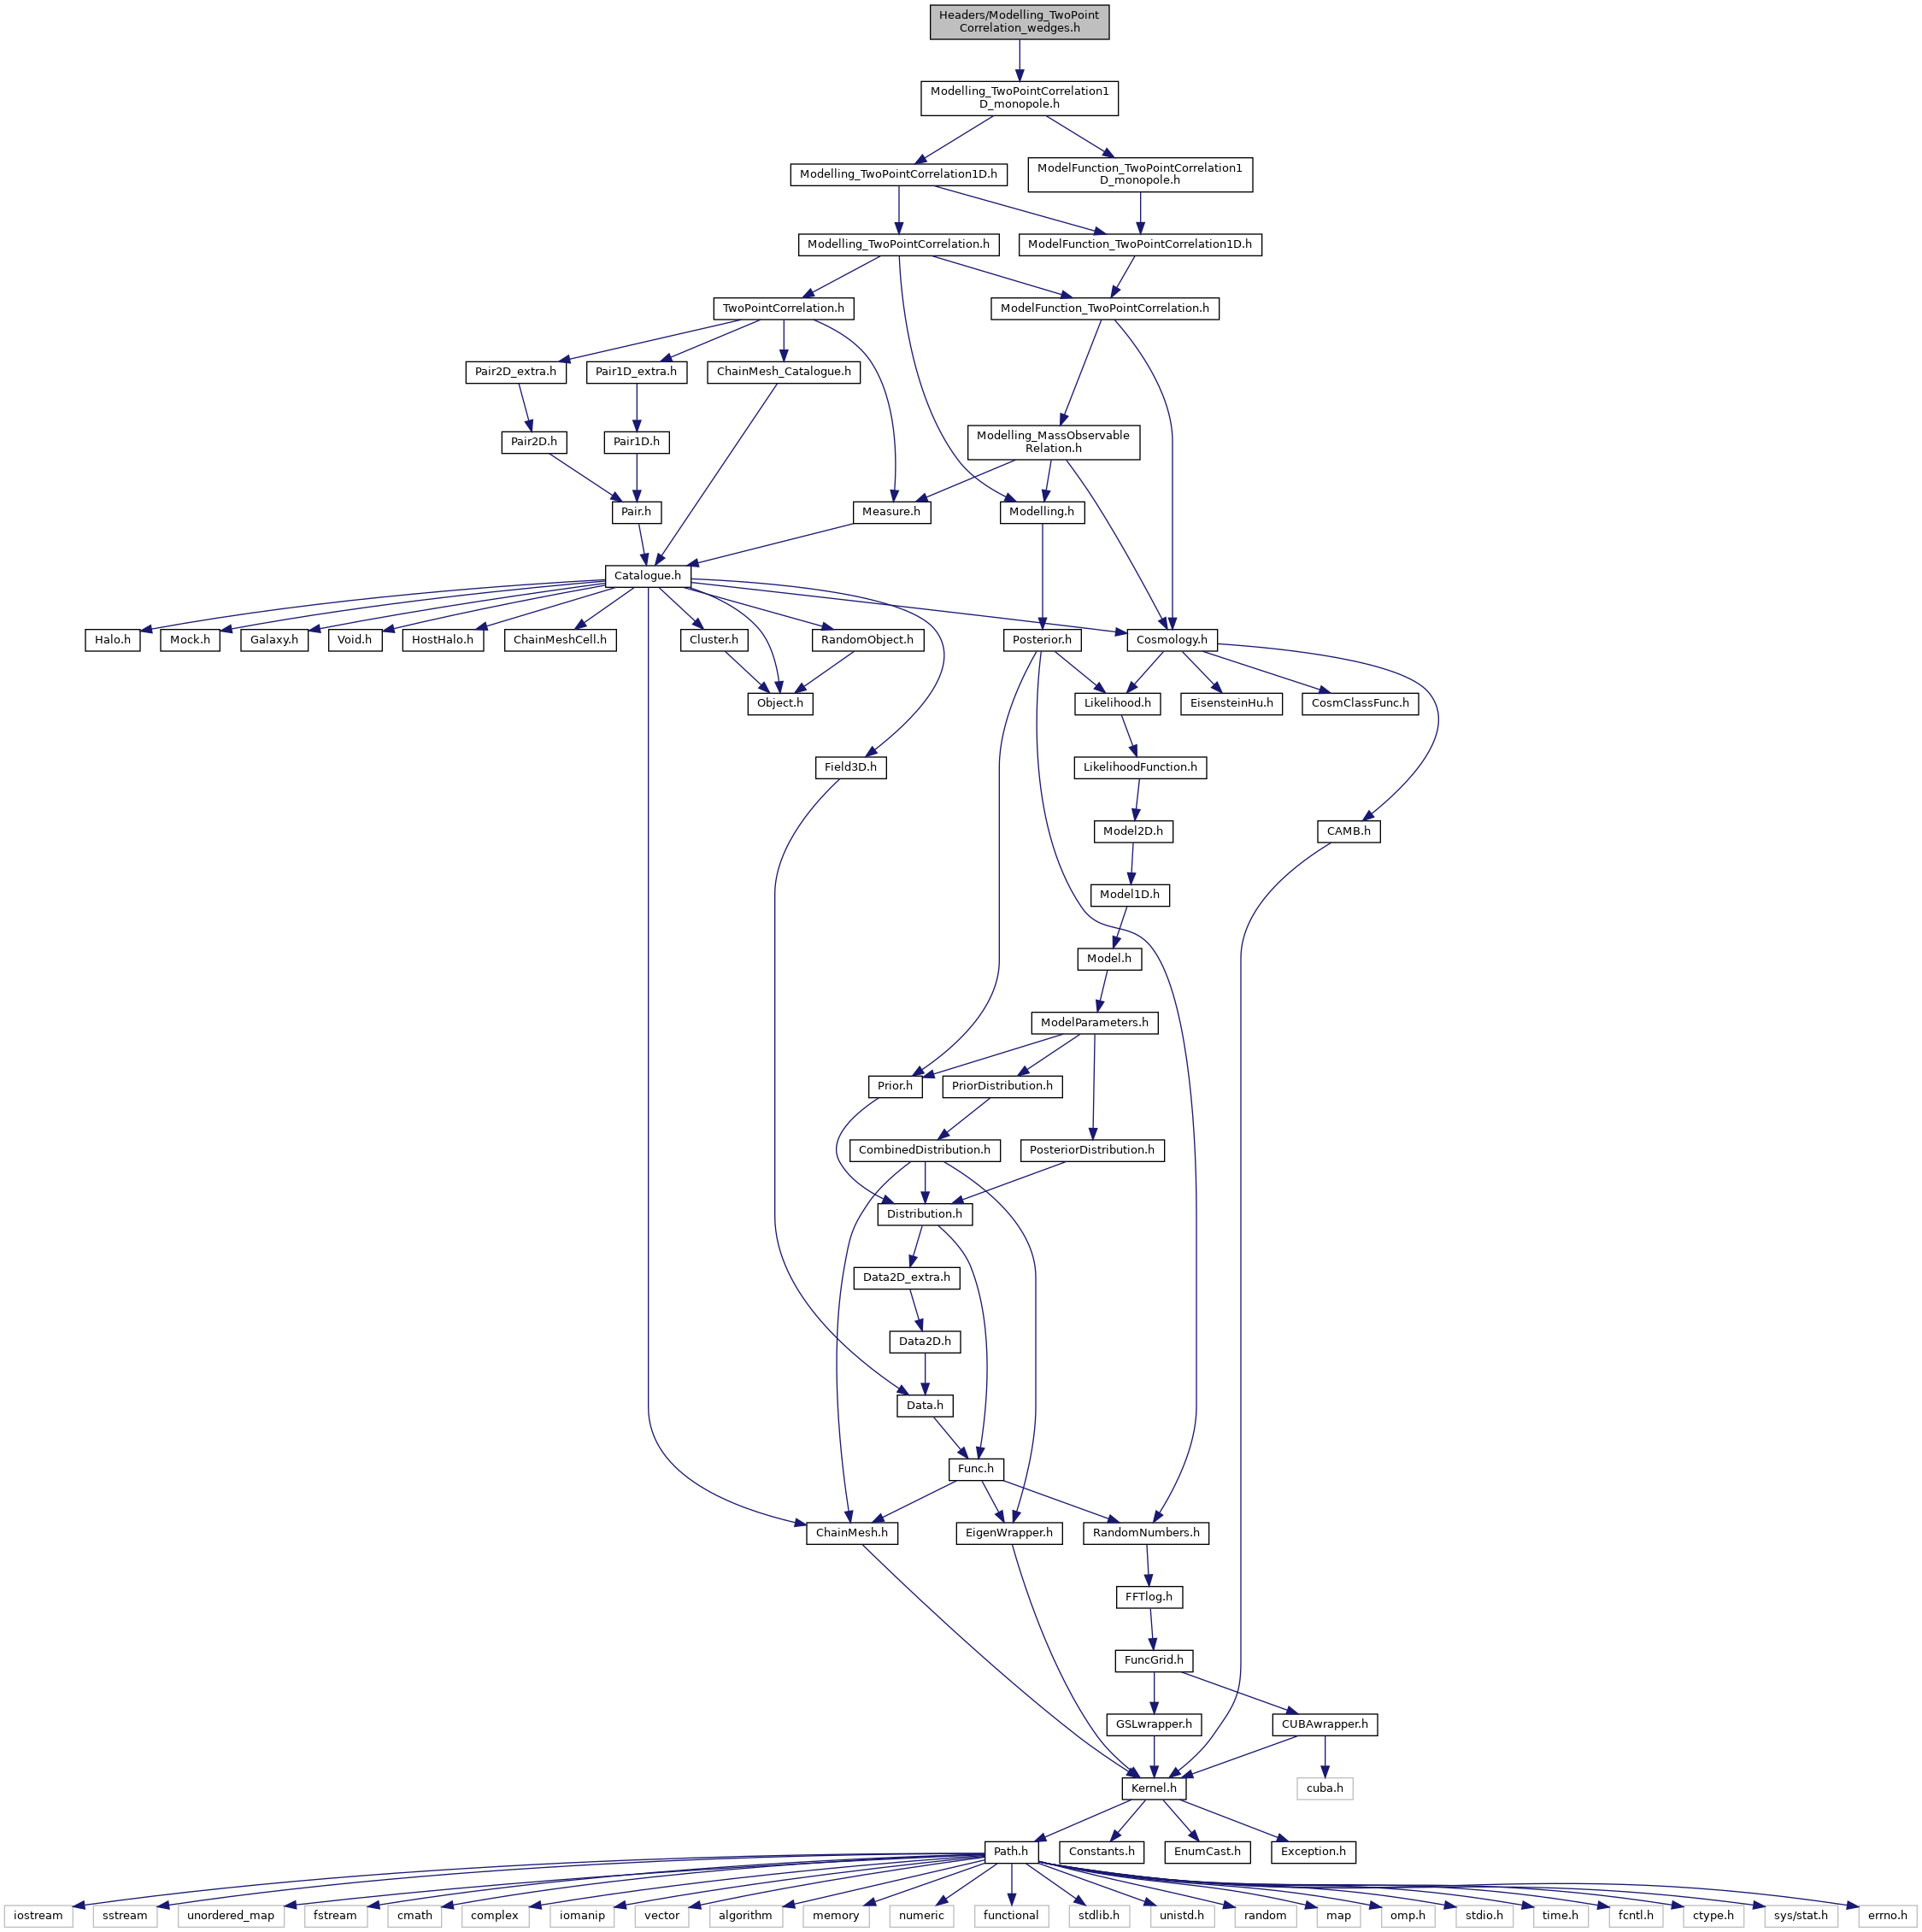 Headers/Modelling_TwoPoint
Correlation_wedges.h
Modelling_TwoPointCorrelation1
D_monopole.h
Modelling_TwoPointCorrelation1D.h
ModelFunction_TwoPointCorrelation1
D_monopole.h
Modelling_TwoPointCorrelation.h
ModelFunction_TwoPointCorrelation1D.h
TwoPointCorrelation.h
ModelFunction_TwoPointCorrelation.h
Pair2D_extra.h
Pair1D_extra.h
ChainMesh_Catalogue.h
Pair2D.h
Pair1D.h
Modelling_MassObservable
Relation.h
Pair.h
Measure.h
Modelling.h
Catalogue.h
Halo.h
Mock.h
Galaxy.h
Void.h
HostHalo.h
ChainMeshCell.h
Cluster.h
RandomObject.h
Posterior.h
Cosmology.h
Object.h
Likelihood.h
EisensteinHu.h
CosmClassFunc.h
Field3D.h
LikelihoodFunction.h
Model2D.h
CAMB.h
Model1D.h
Model.h
ModelParameters.h
Prior.h
PriorDistribution.h
CombinedDistribution.h
PosteriorDistribution.h
Distribution.h
Data2D_extra.h
Data2D.h
Data.h
Func.h
ChainMesh.h
EigenWrapper.h
RandomNumbers.h
FFTlog.h
FuncGrid.h
GSLwrapper.h
CUBAwrapper.h
Kernel.h
cuba.h
Path.h
Constants.h
EnumCast.h
Exception.h
iostream
sstream
unordered_map
fstream
cmath
complex
iomanip
vector
algorithm
memory
numeric
functional
stdlib.h
unistd.h
random
map
omp.h
stdio.h
time.h
fcntl.h
ctype.h
sys/stat.h
errno.h